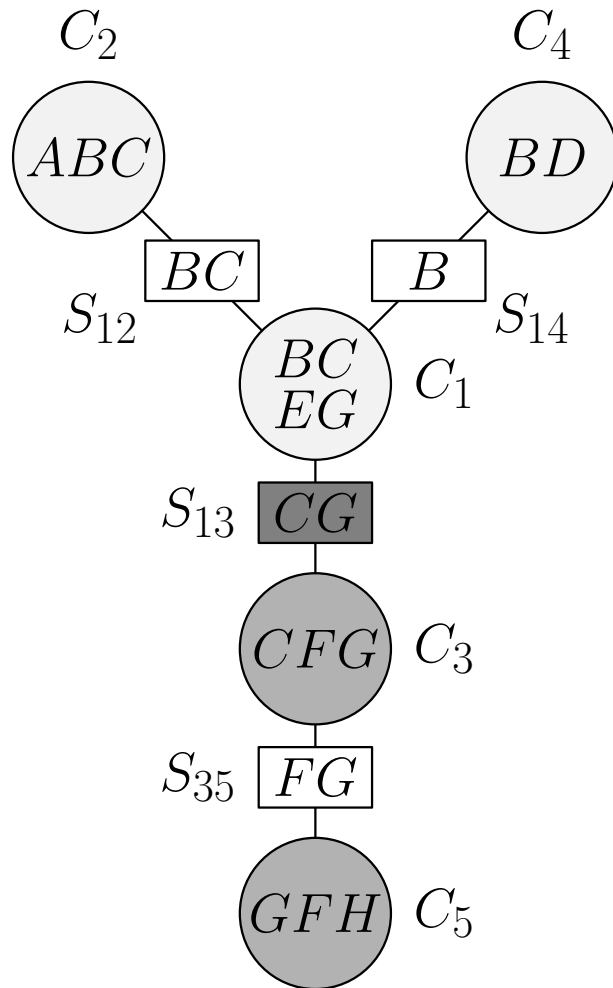 C₂
C₄
ABC
BD
BC
B
S₁₂
S₁₄
BC
EG
C₁
S₁₃
CG
CFG
C₃
S₃₅
FG
GFH
C₅